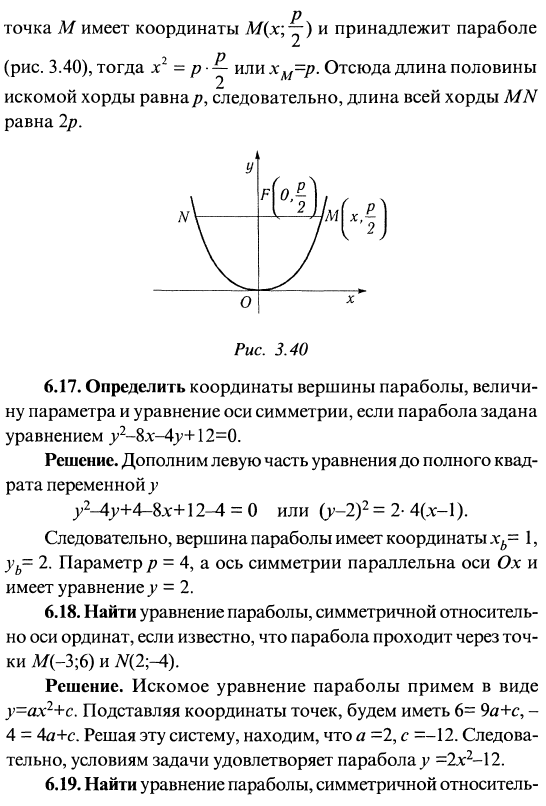 точка M имеет координаты M(x; p/2) и принадлежит параболе
(рис. 3.40), тогда x² = p · p/2 или x_M=p. Отсюда длина половины
искомой хорды равна p, следовательно, длина всей хорды MN
равна 2p.
y
F(0, p/2)
N
M(x, p/2)
O
x
Рис. 3.40
6.17. Определить координаты вершины параболы, величи-
ну параметра и уравнение оси симметрии, если парабола задана
уравнением y²–8x–4y+12=0.
Решение. Дополним левую часть уравнения до полного квад-
рата переменной y
y²–4y+4–8x+12–4 = 0 или (y–2)² = 2· 4(x–1).
Следовательно, вершина параболы имеет координаты x_b= 1,
y_b= 2. Параметр p = 4, а ось симметрии параллельна оси Ox и
имеет уравнение y = 2.
6.18. Найти уравнение параболы, симметричной относитель-
но оси ординат, если известно, что парабола проходит через точ-
ки M(–3;6) и N(2;–4).
Решение. Искомое уравнение параболы примем в виде
y=ax²+c. Подставляя координаты точек, будем иметь 6= 9a+c, –
4 = 4a+c. Решая эту систему, находим, что a =2, c =–12. Следова-
тельно, условиям задачи удовлетворяет парабола y =2x²–12.
6.19. Найти уравнение параболы, симметричной относитель-